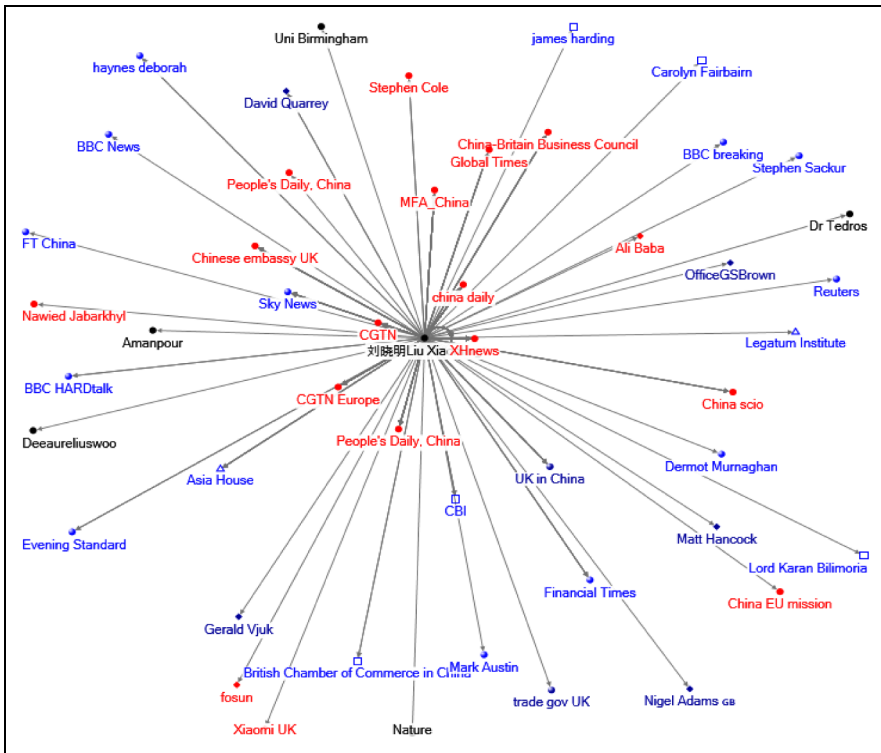 Uni Birmingham
james harding
haynes deborah
Carolyn Fairbairn
Stephen Cole
David Quarrey
BBC News
China-Britain Business Council
Global Times
BBC breaking
Stephen Sackur
People's Daily, China
MFA_China
Dr Tedros
FT China
Chinese embassy UK
Ali Baba
OfficeGSBrown
Sky News
china daily
Reuters
Nawied Jabarkhyl
Amanpour
CGTN
刘晓明Liu Xia
XHnews
Legatum Institute
BBC HARDtalk
CGTN Europe
China scio
Deeaureliuswoo
People's Daily, China
Asia House
UK in China
Dermot Murnaghan
CBI
Evening Standard
Matt Hancock
Lord Karan Bilimoria
Financial Times
China EU mission
Gerald Vjuk
British Chamber of Commerce in China
Mark Austin
fosun
trade gov UK
Nigel Adams GB
Xiaomi UK
Nature